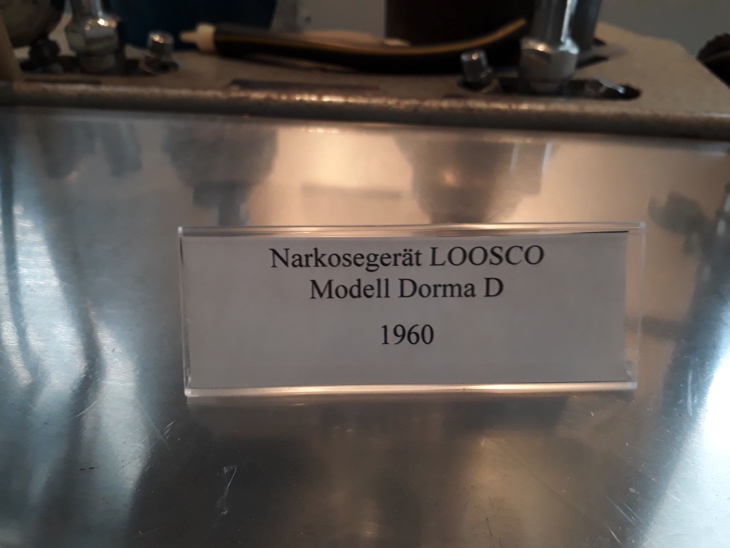 Narkosegerät LOOSCO
Modell Dorma D
1960